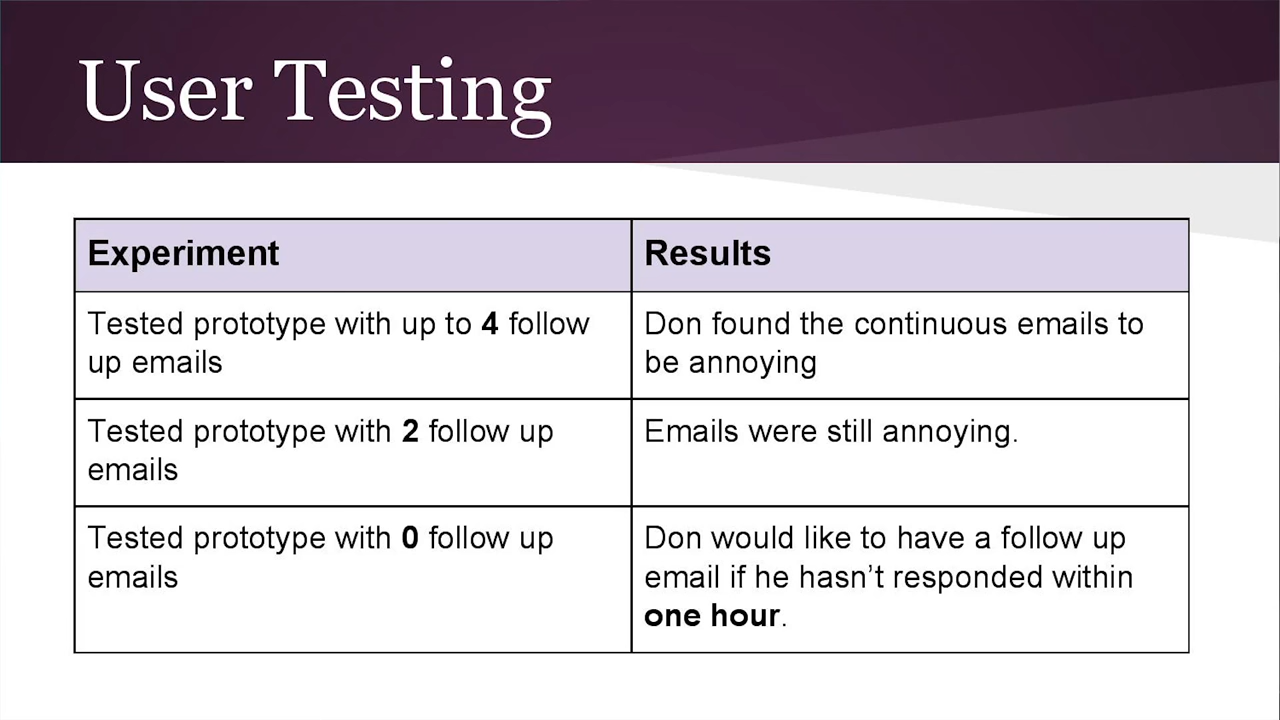 User Testing
Experiment
Results
Tested prototype with up to 4 follow
up emails
Don found the continuous emails to
be annoying
Tested prototype with 2 follow up
emails
Emails were still annoying.
Tested prototype with 0 follow up
emails
Don would like to have a follow up
email if he hasn’t responded within
one hour.